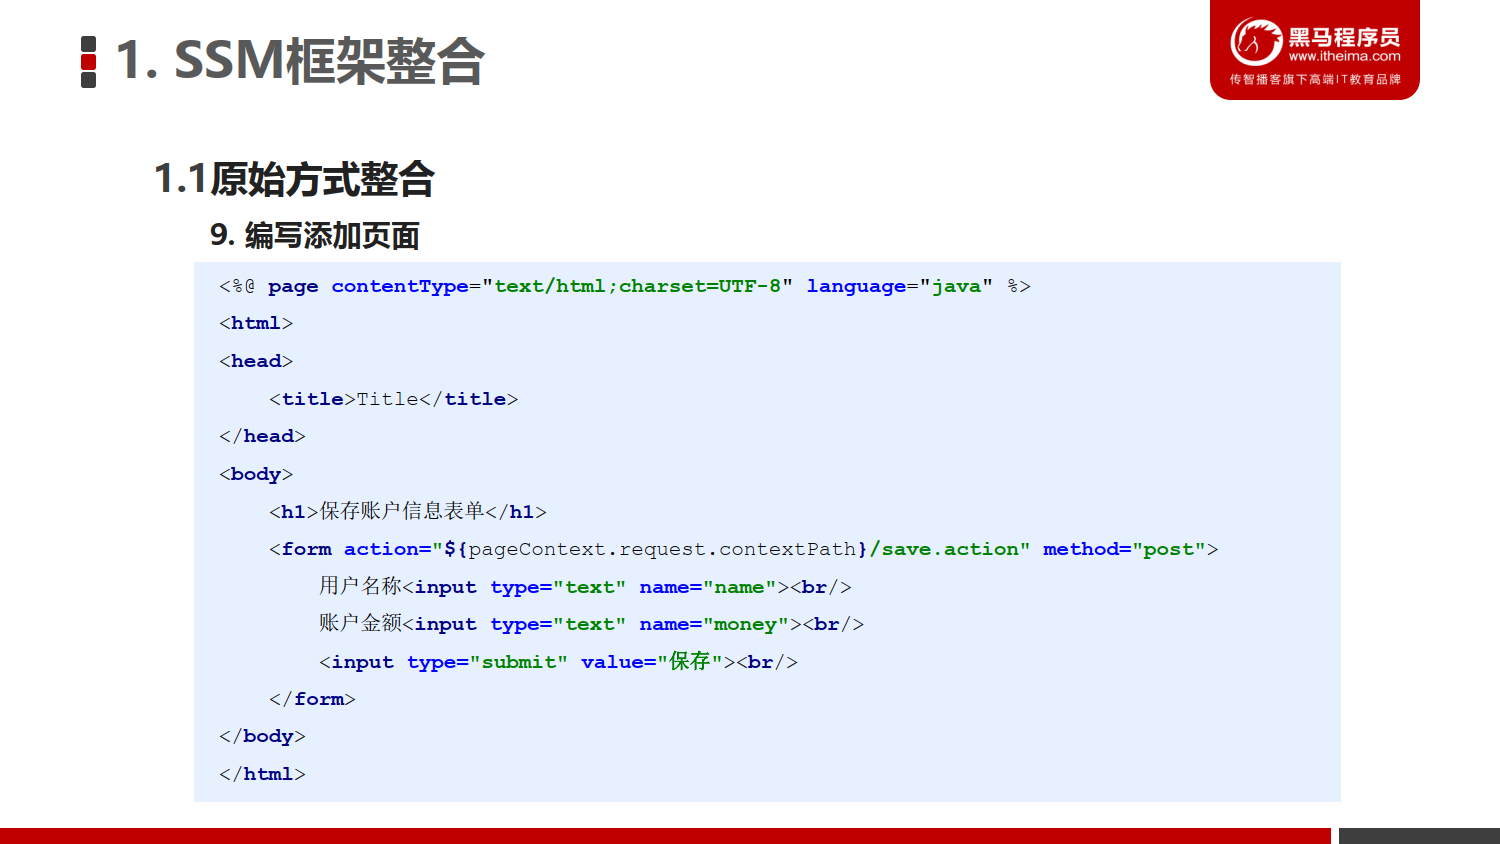 1. SSM框架整合
黑马程序员
www.itheima.com
传智播客旗下高端IT教育品牌
1.1原始方式整合
9. 编写添加页面
<%@ page contentType="text/html;charset=UTF-8" language="java" %>
<html>
<head>
    <title>Title</title>
</head>
<body>
    <h1>保存账户信息表单</h1>
    <form action="${pageContext.request.contextPath}/save.action" method="post">
        用户名称<input type="text" name="name"><br/>
        账户金额<input type="text" name="money"><br/>
        <input type="submit" value="保存"><br/>
    </form>
</body>
</html>